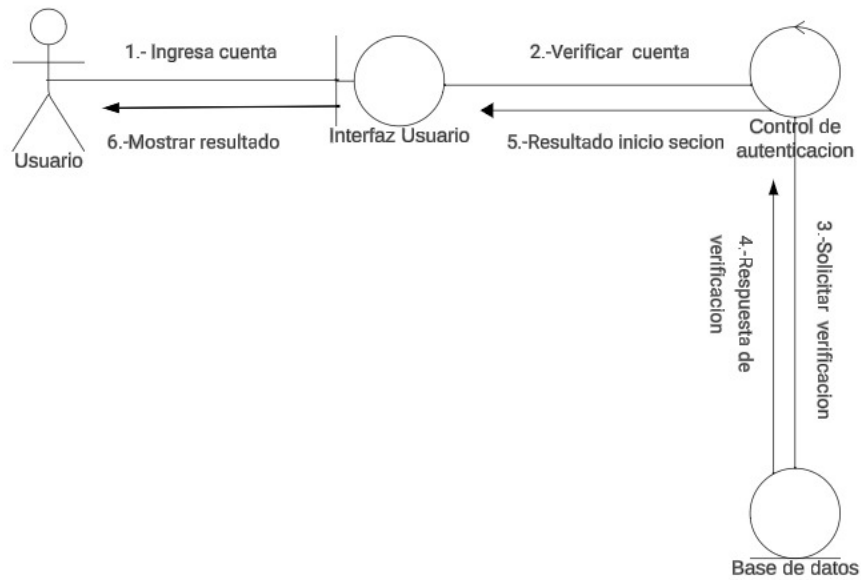 1.- Ingresa cuenta
2.-Verificar cuenta
6.-Mostrar resultado
Interfaz Usuario
5.-Resultado inicio secion
Control de
autenticacion
Usuario
4.-Respuesta de
verificacion
3.-Solicitar verificacion
Base de datos